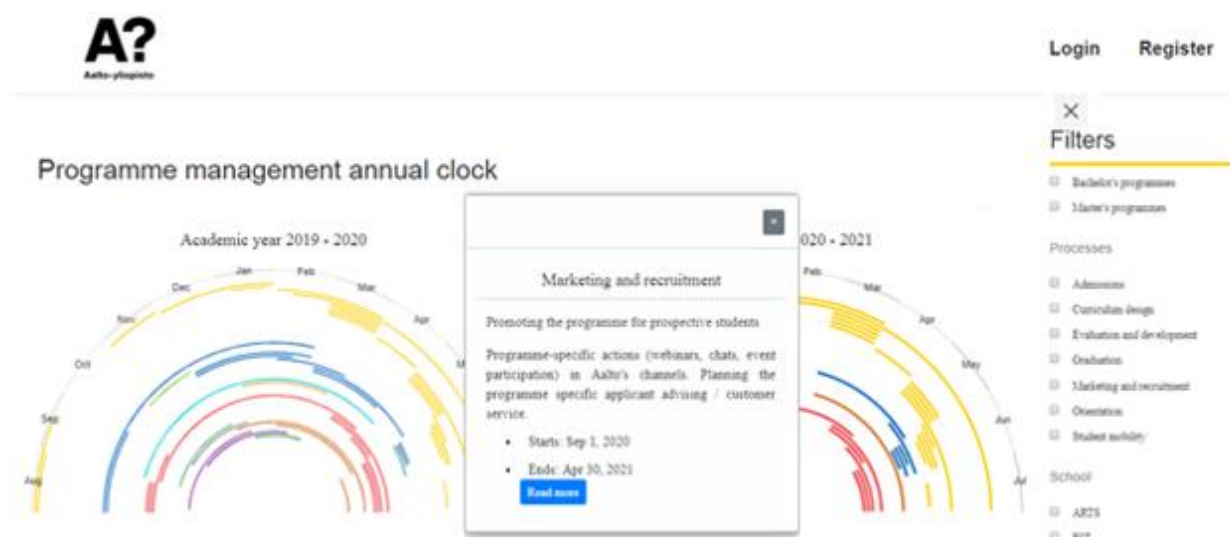 A?
Aalto-yliopisto
Login
Register
×
Filters
Bachelor's programmes
Master's programmes
Processes
Admissions
Curriculum design
Evaluation and development
Graduation
Marketing and recruitment
Orientation
Student mobility
School
ARTS
Programme management annual clock
Academic year 2019 - 2020
Aug
Sep
Oct
Nov
Dec
Jan
Feb
Mar
Apr
M
Marketing and recruitment
Promoting the programme for prospective students
Programme-specific actions (webinars, chats, event
participation) in Aalto's channels. Planning the
programme specific applicant advising / customer
service.
• Starts: Sep 1, 2020
• Ends: Apr 30, 2021
Read more
020 - 2021
Feb
Mar
Apr
May
Jun
Jul